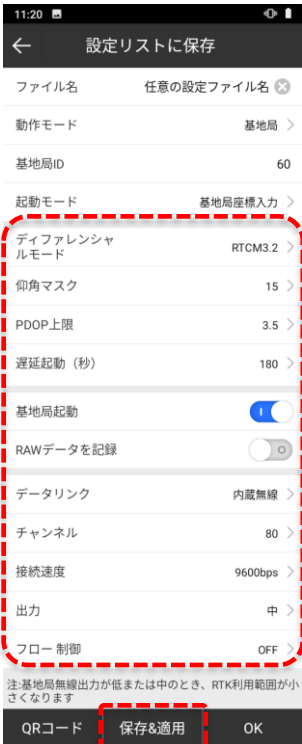 11:20
設定リストに保存
ファイル名 任意の設定ファイル名
動作モード 基地局
基地局ID 60
起動モード 基地局座標入力
ディファレンシャ
ルモード RTCM3.2
仰角マスク 15
PDOP上限 3.5
遅延起動（秒） 180
基地局起動
RAWデータを記録
データリンク 内蔵無線
チャンネル 80
接続速度 9600bps
出力 中
フロー 制御 OFF
注:基地局無線出力が低または中のとき、RTK利用範囲が小
さくなります
QRコード 保存&適用 OK